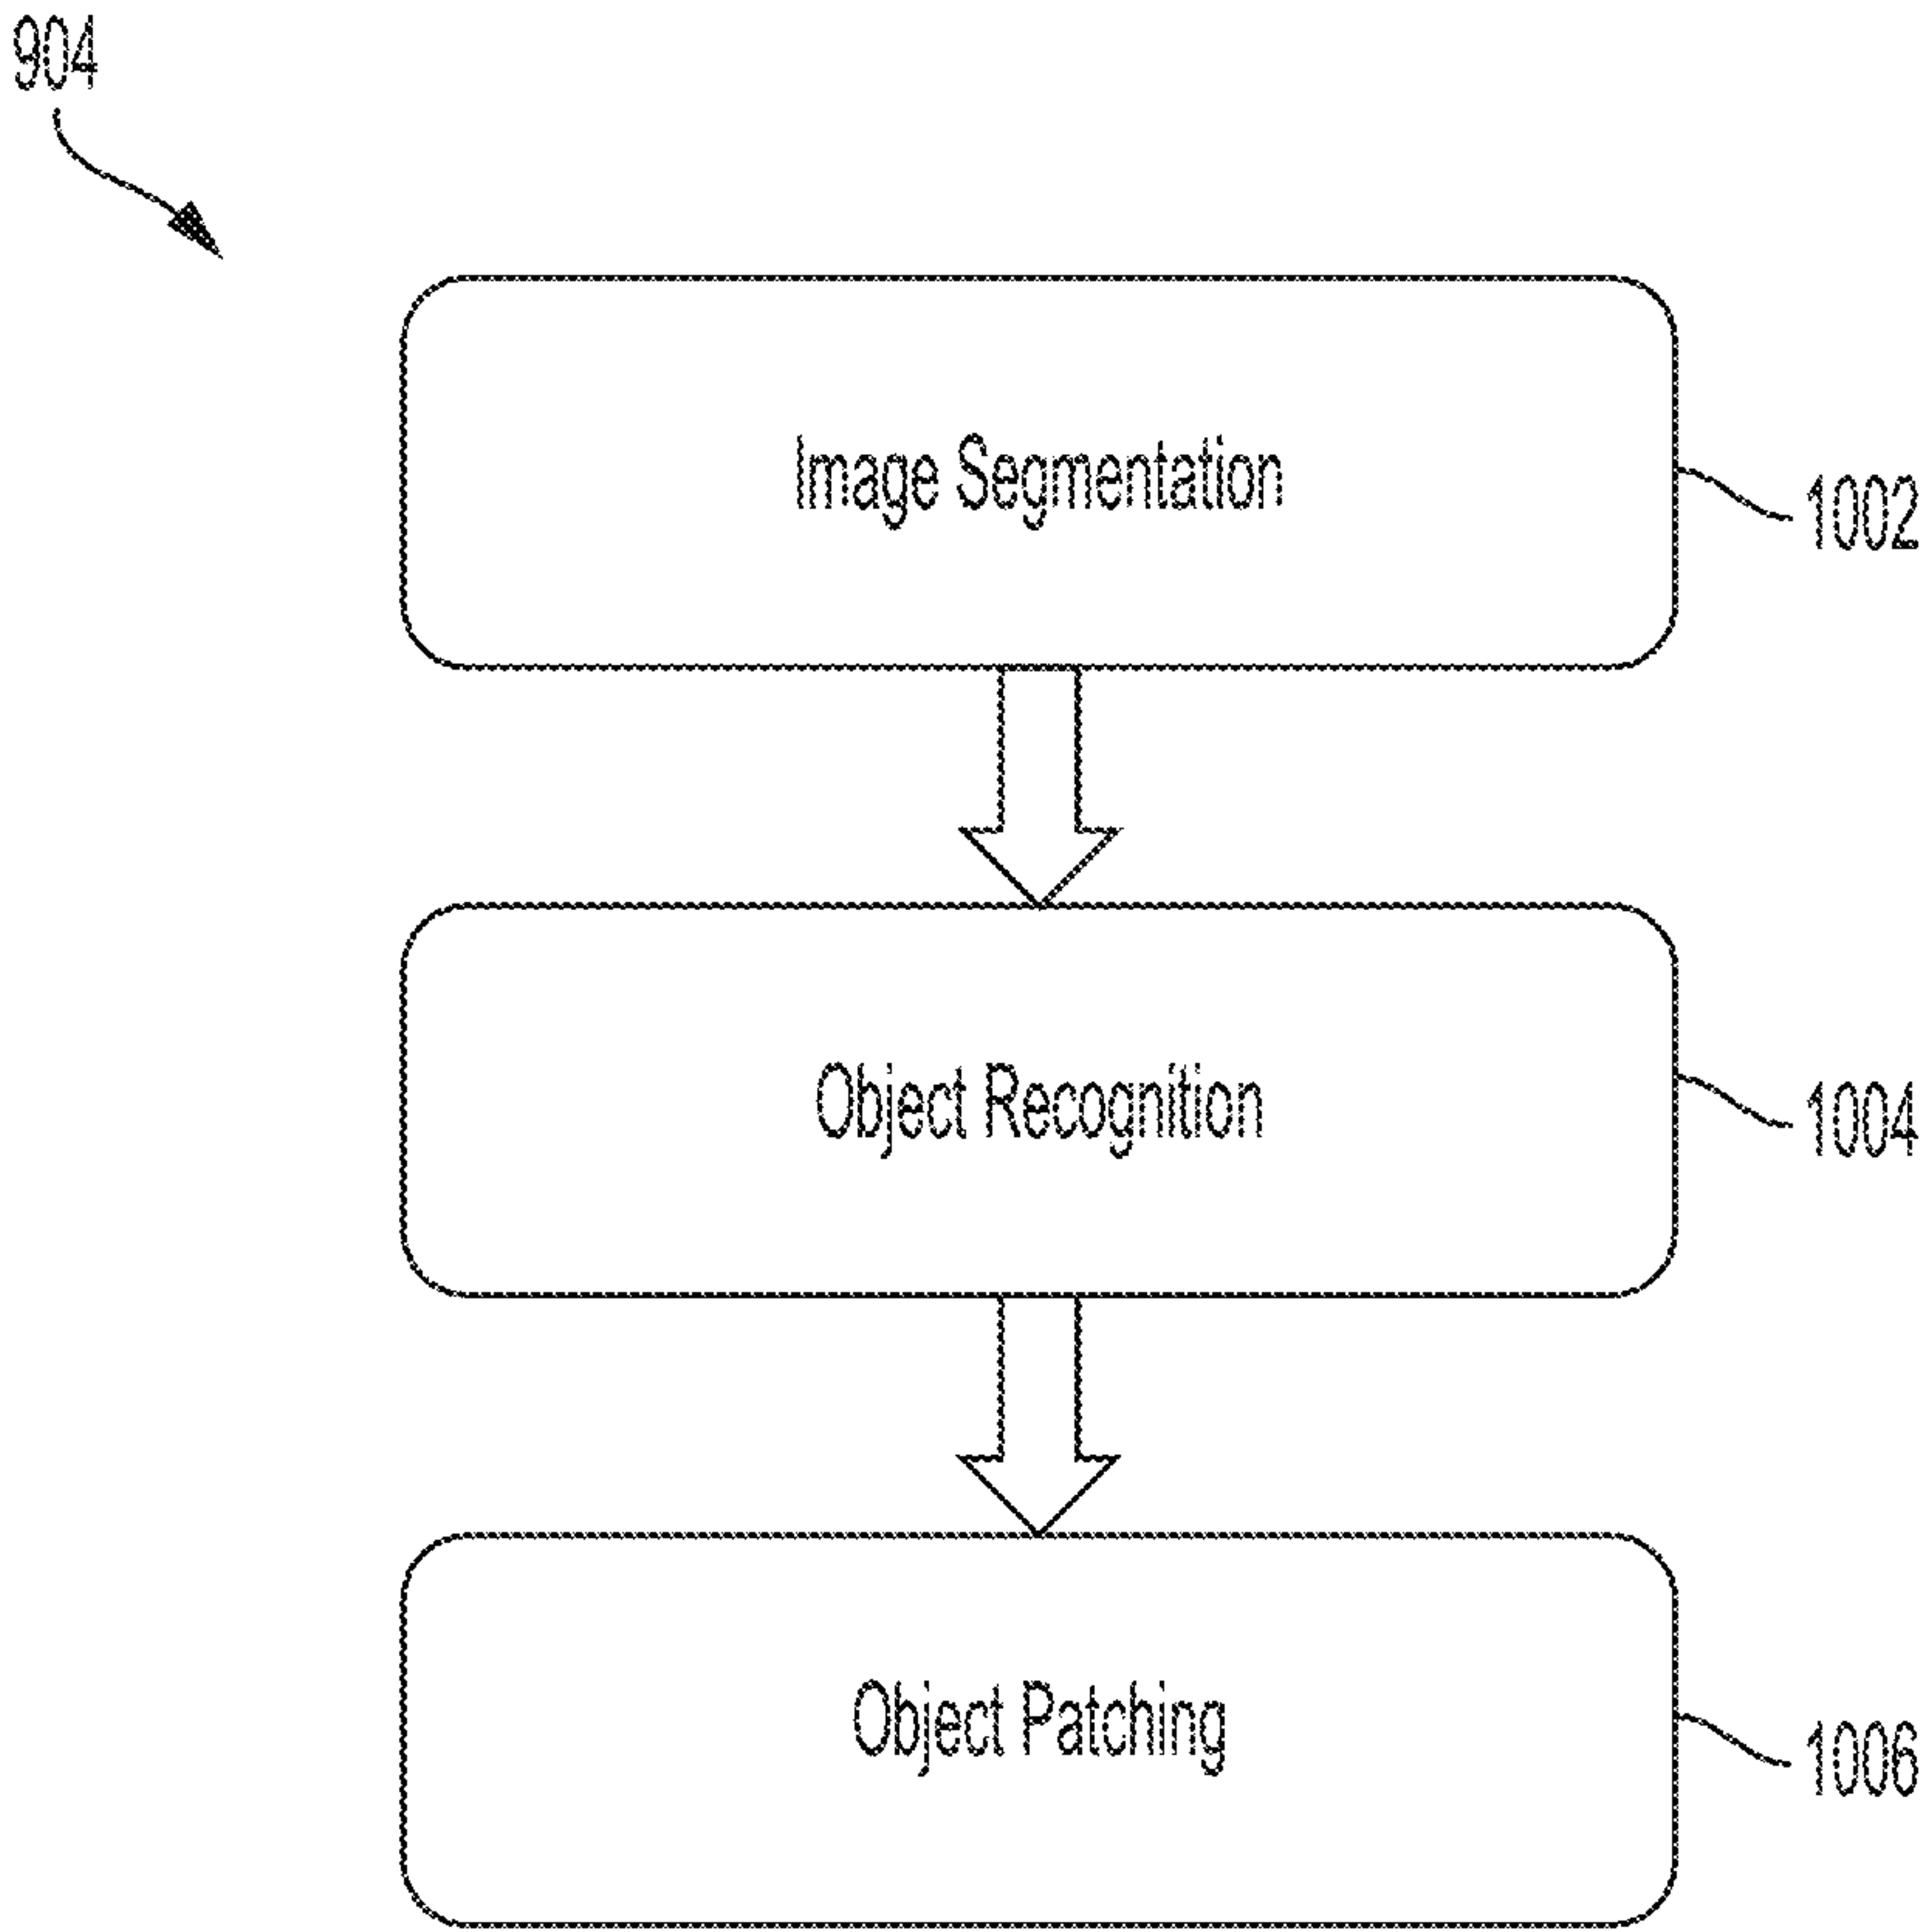 904
Image Segmentation
1002
Object Recognition
1004
Object Patching
1006